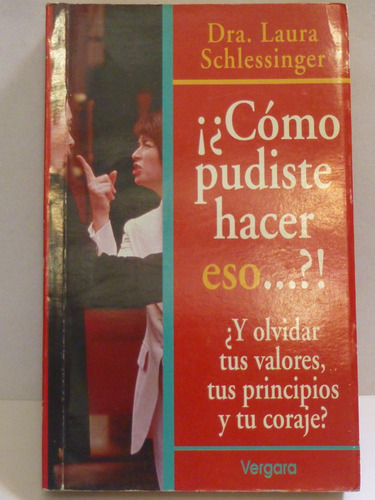 Dra. Laura
Schlessinger
¡¿Cómo
pudiste
hacer
eso...?!
¿Y olvidar
tus valores,
tus principios
y tu coraje?
Vergara